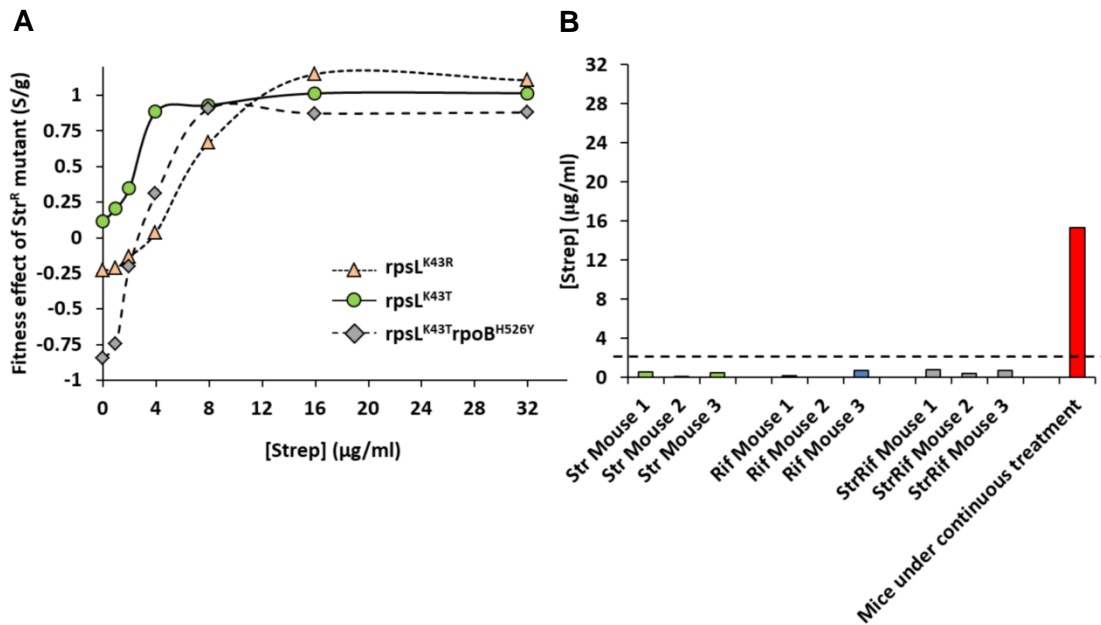 A
Fitness effect of Strᴿ mutant (S/g)
1
0.75
0.5
0.25
0
-0.25
-0.5
-0.75
-1
0 4 8 12 16 20 24 28 32
[Strep] (µg/ml)
rpsLᴷ⁴³ᴿ
rpsLᴷ⁴³ᵀ
rpsLᴷ⁴³ᵀrpoBᴴ⁵²⁶ʸ
B
[Strep] (µg/ml)
32
28
24
20
16
12
8
4
0
Str Mouse 1
Str Mouse 2
Str Mouse 3
Rif Mouse 1
Rif Mouse 2
Rif Mouse 3
StrRif Mouse 1
StrRif Mouse 2
StrRif Mouse 3
Mice under continuous treatment